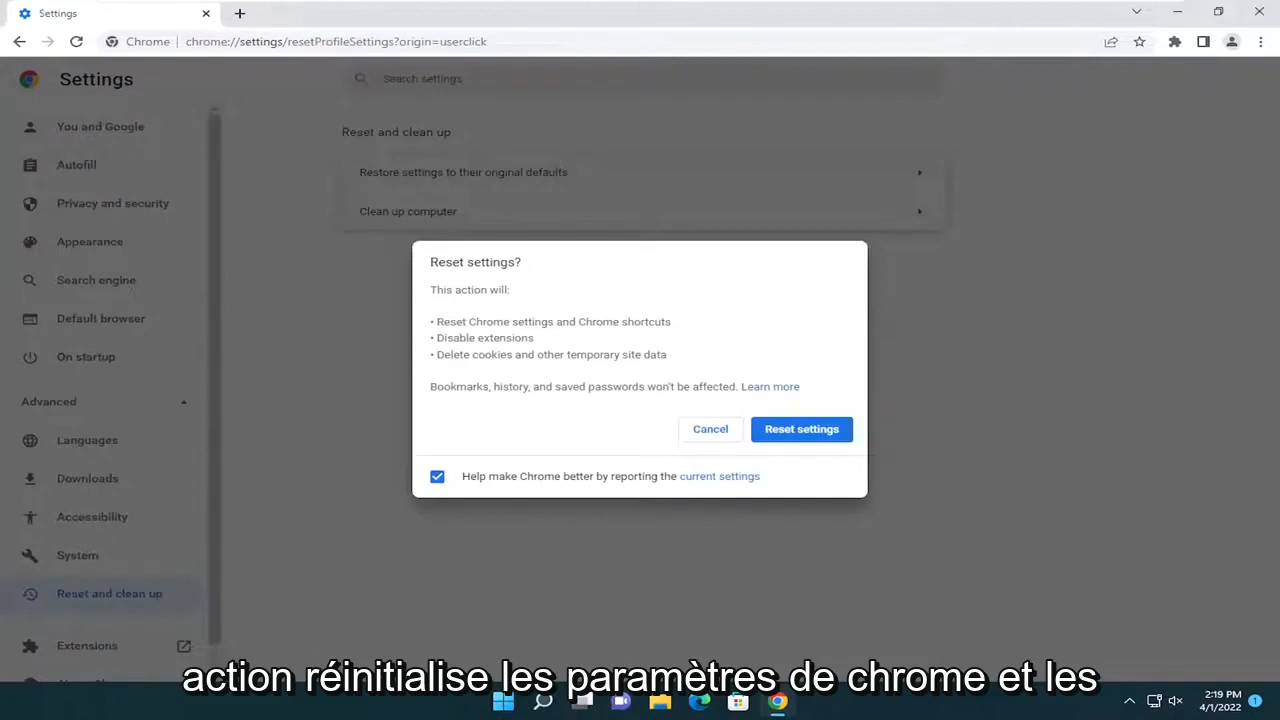 Settings
Chrome
chrome://settings/resetProfileSettings?origin=userclick
Settings
Search settings
You and Google
Autofill
Privacy and security
Appearance
Search engine
Default browser
On startup
Advanced
Languages
Downloads
Accessibility
System
Reset and clean up
Extensions
Reset and clean up
Restore settings to their original defaults
Clean up computer
Reset settings?
This action will:
• Reset Chrome settings and Chrome shortcuts
• Disable extensions
• Delete cookies and other temporary site data
Bookmarks, history, and saved passwords won't be affected. Learn more
Cancel
Reset settings
Help make Chrome better by reporting the current settings
action réinitialise les paramètres de chrome et les
2:19 PM
4/1/2022
1